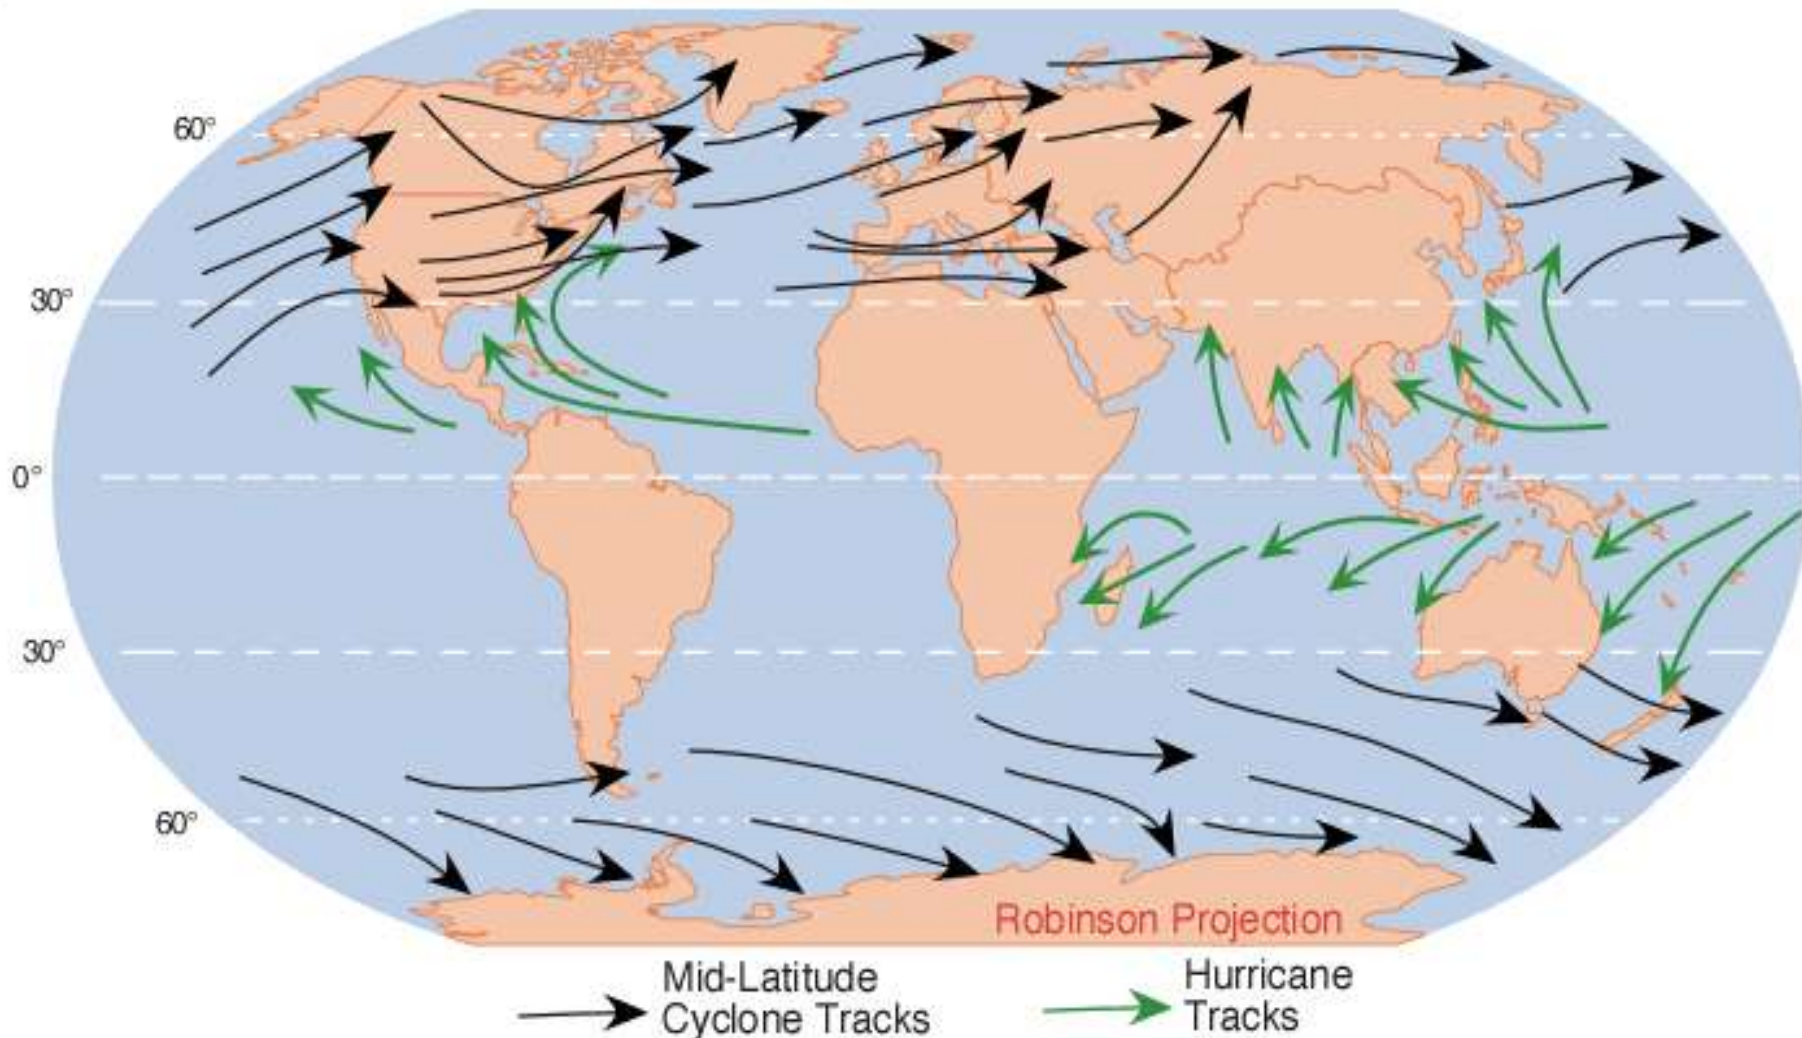 60°
30°
0°
30°
60°
Robinson Projection
Mid-Latitude
Cyclone Tracks
Hurricane
Tracks